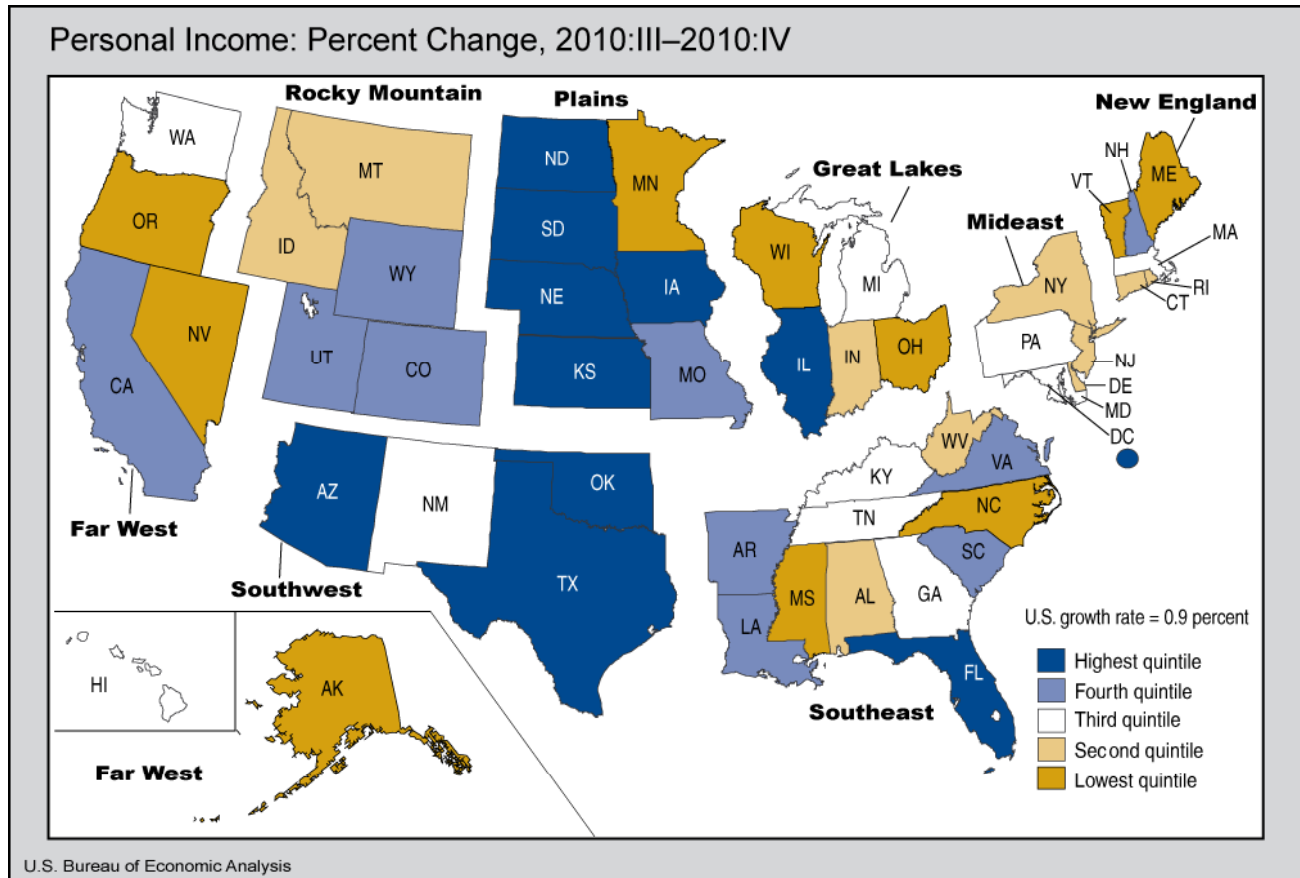 Personal Income: Percent Change, 2010:III–2010:IV
Rocky Mountain
Plains
New England
WA
MT
ND
MN
NH
ME
VT
Great Lakes
Mideast
OR
ID
SD
WI
MA
WY
NE
IA
MI
NY
RI
CT
NV
UT
CO
KS
MO
IL
IN
OH
PA
NJ
DE
MD
DC
CA
WV
VA
KY
AZ
NM
OK
TN
NC
Far West
AR
SC
Southwest
TX
MS
AL
GA
LA
U.S. growth rate = 0.9 percent
HI
AK
FL
Highest quintile
Fourth quintile
Southeast
Third quintile
Second quintile
Far West
Lowest quintile
U.S. Bureau of Economic Analysis